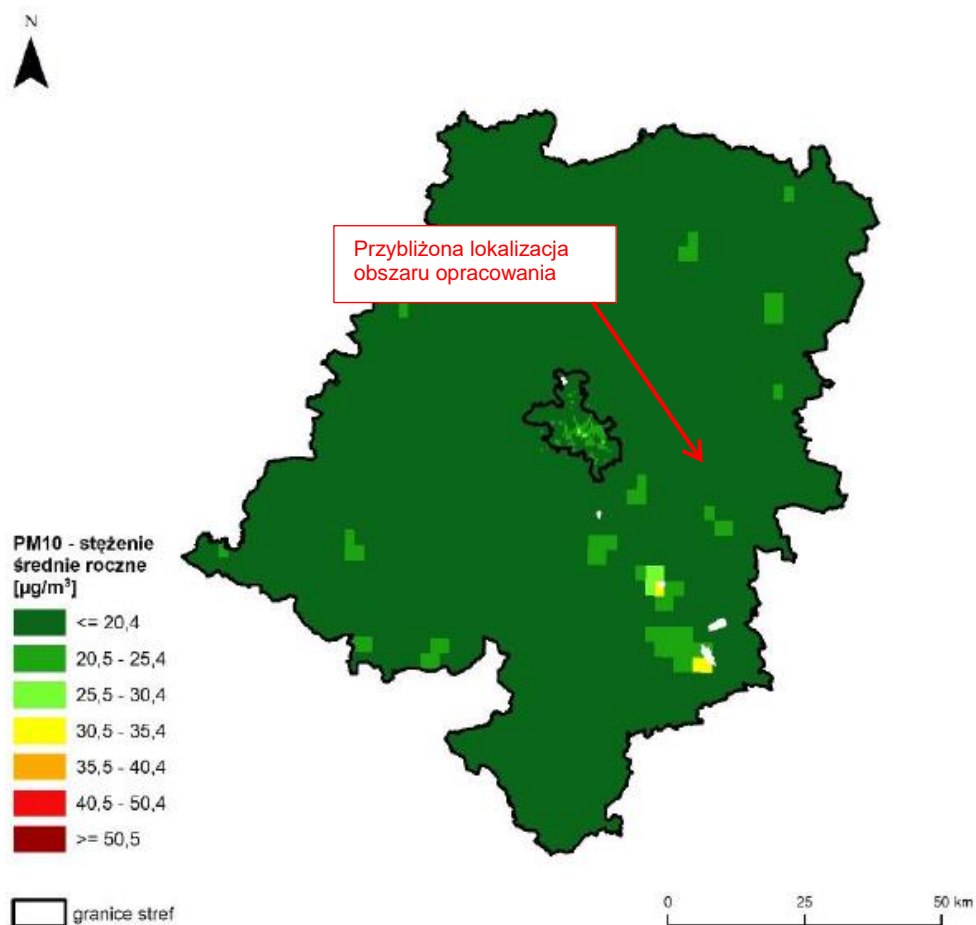 N
Przybliżona lokalizacja
obszaru opracowania
PM10 - stężenie
średnie roczne
[µg/m³]
<= 20,4
20,5 - 25,4
25,5 - 30,4
30,5 - 35,4
35,5 - 40,4
40,5 - 50,4
>= 50,5
granice stref
0 25 50 km